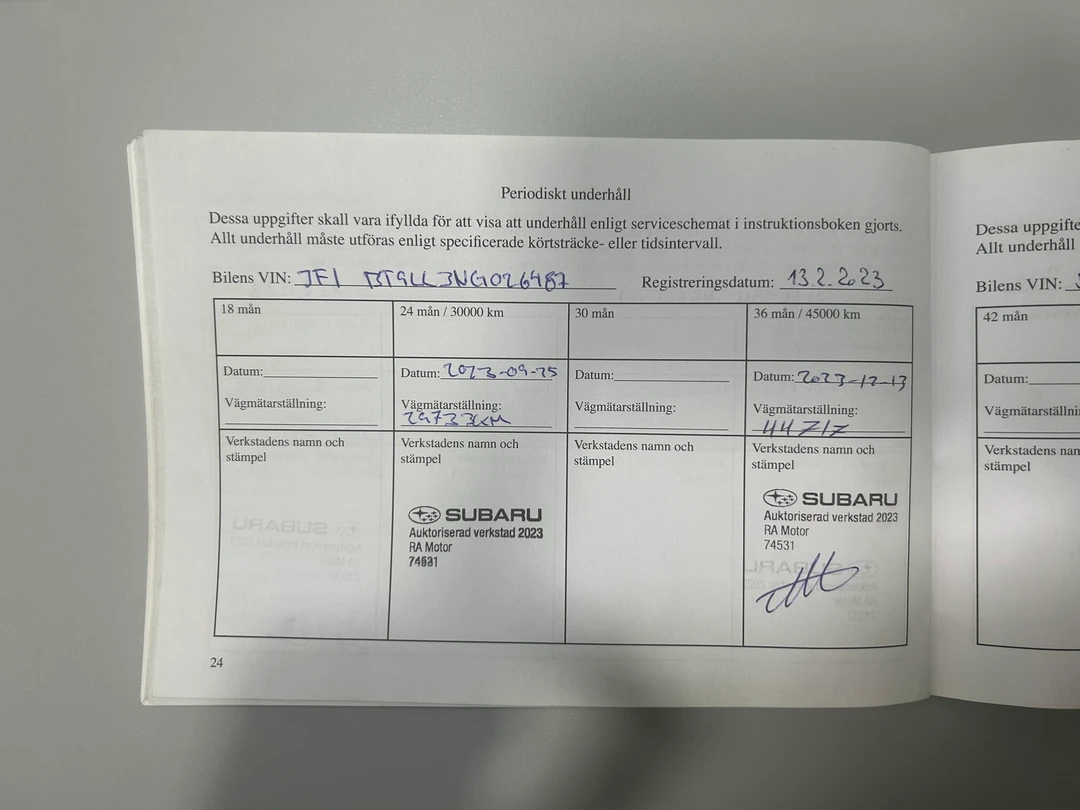 Periodiskt underhåll
Dessa uppgifter skall vara ifyllda för att visa att underhåll enligt serviceschemat i instruktionsboken gjorts.
Allt underhåll måste utföras enligt specificerade körtsträcke- eller tidsintervall.
Bilens VIN: JF1 BT9LL3NG026487 Registreringsdatum: 13.2.2023
18 mån
Datum:
Vägmätarställning:
Verkstadens namn och
stämpel
24 mån / 30000 km
Datum: 2023-09-25
Vägmätarställning:
29733KM
Verkstadens namn och
stämpel
SUBARU
Auktoriserad verkstad 2023
RA Motor
74531
30 mån
Datum:
Vägmätarställning:
Verkstadens namn och
stämpel
36 mån / 45000 km
Datum: 2023-12-13
Vägmätarställning:
44717
Verkstadens namn och
stämpel
SUBARU
Auktoriserad verkstad 2023
RA Motor
74531
24
Dessa uppgifte
Allt underhåll
Bilens VIN:
42 mån
Datum:
Vägmätarställni
Verkstadens nan
stämpel